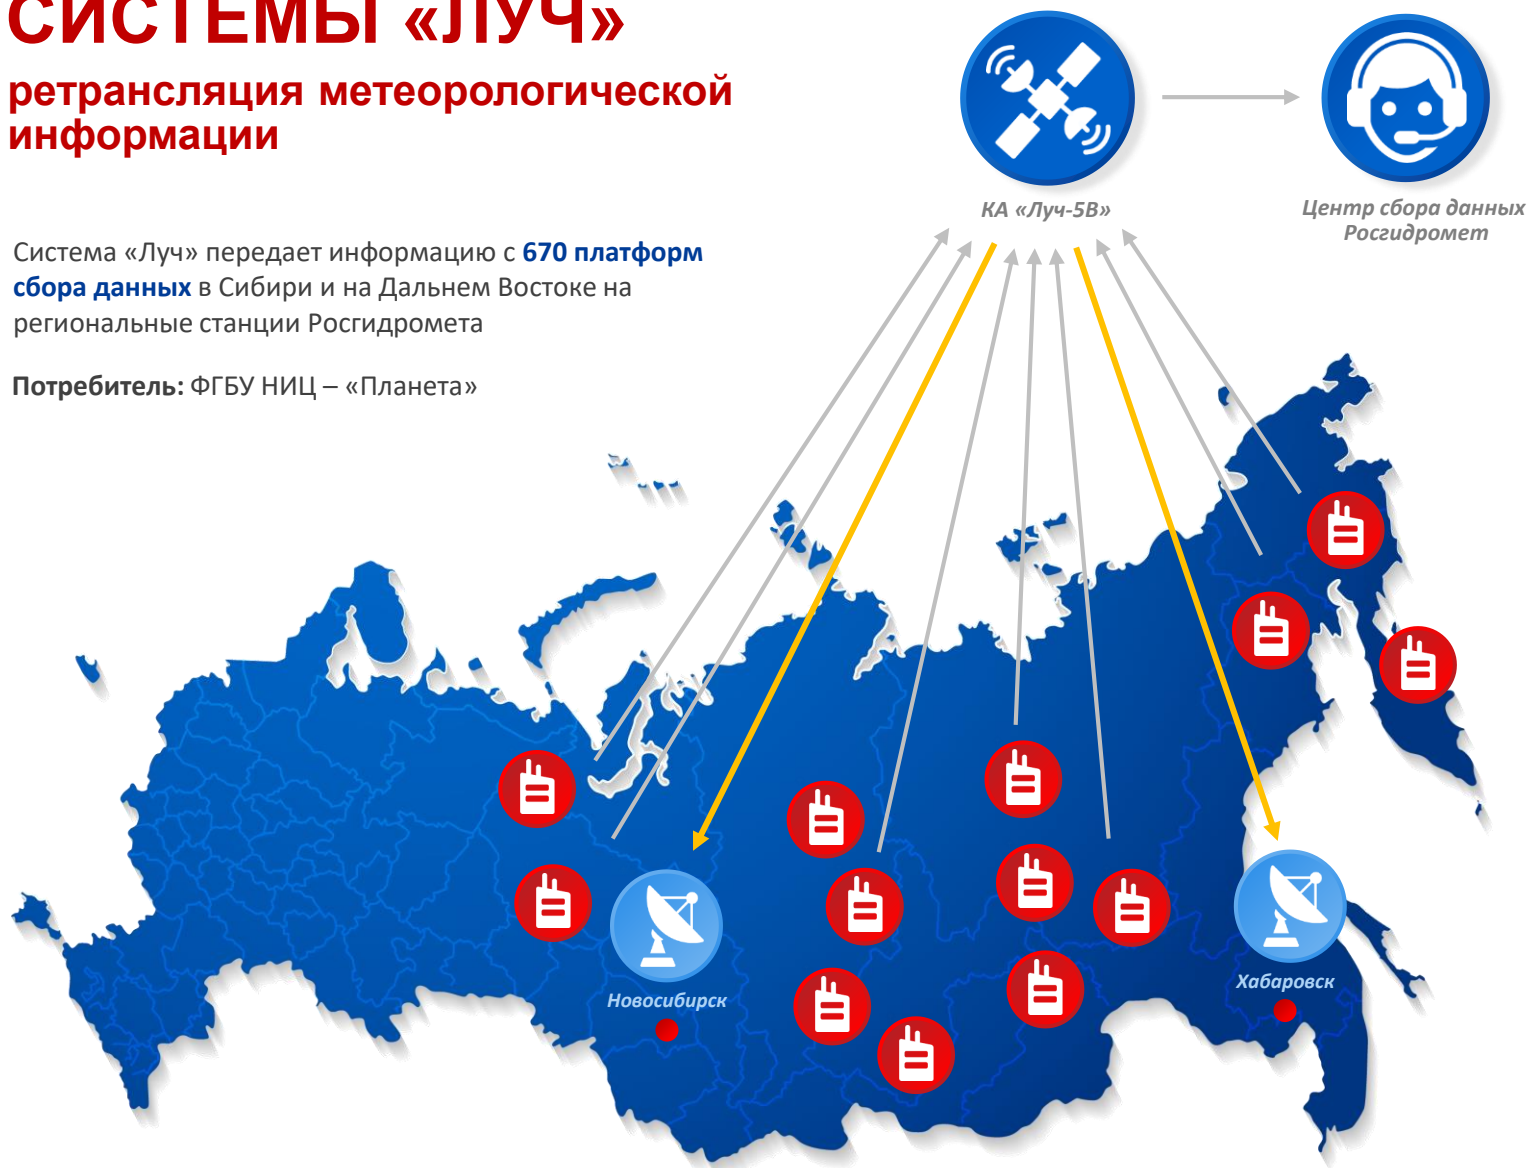 СИСТЕМЫ «ЛУЧ»
ретрансляция метеорологической
информации
КА «Луч-5В»
Центр сбора данных
Росгидромет
Система «Луч» передает информацию с 670 платформ
сбора данных в Сибири и на Дальнем Востоке на
региональные станции Росгидромета
Потребитель: ФГБУ НИЦ – «Планета»
Новосибирск
Хабаровск